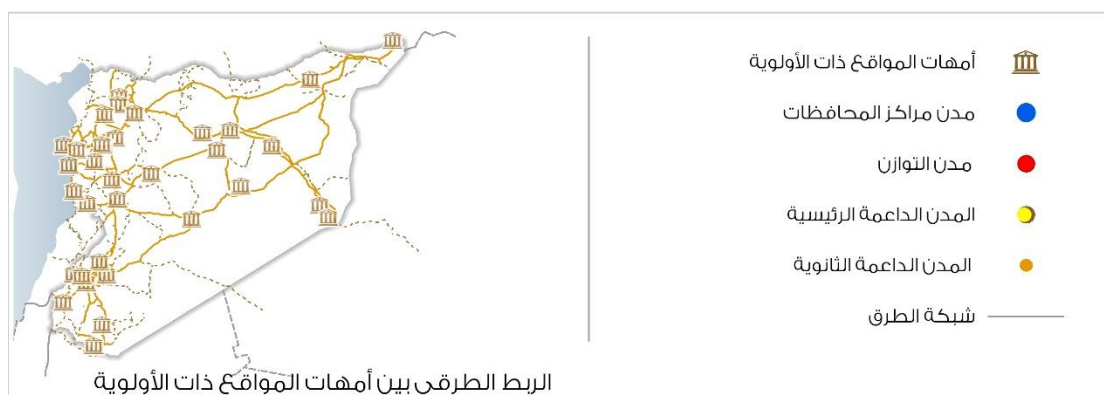 أمهات المواقع ذات الأولوية
مدن مراكز المحافظات
مدن التوازن
المدن الداعمة الرئيسية
المدن الداعمة الثانوية
شبكة الطرق
الربط الطرقي بين أمهات المواقع ذات الأولوية